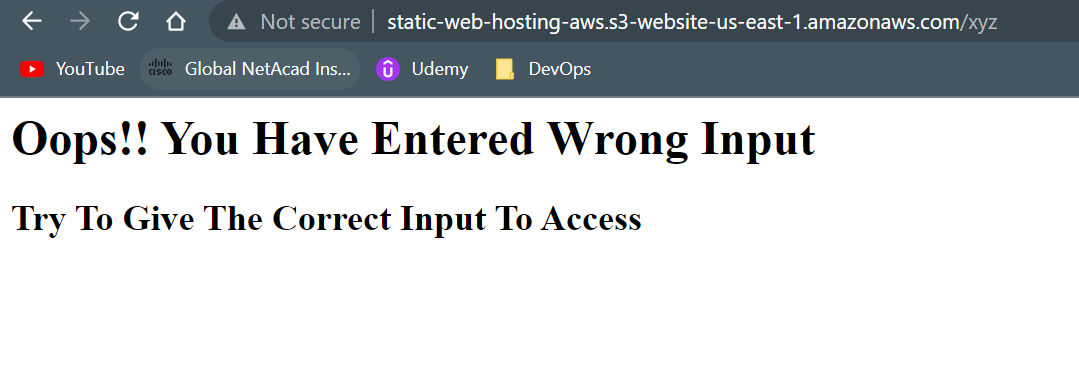 Not secure static-web-hosting-aws.s3-website-us-east-1.amazonaws.com/xyz
YouTube CISCO Global NetAcad Ins... Udemy DevOps
Oops!! You Have Entered Wrong Input
Try To Give The Correct Input To Access